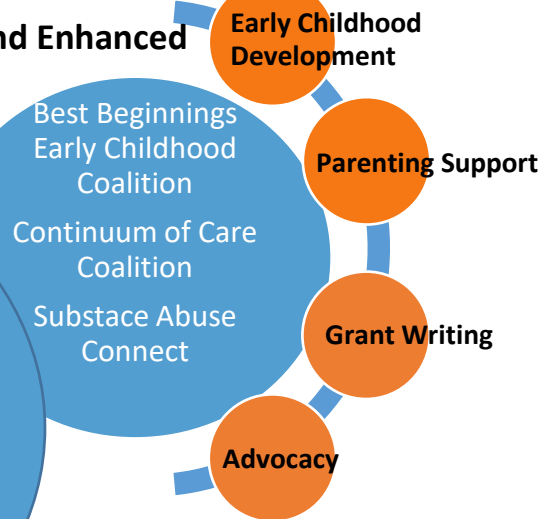 nd Enhanced
Early Childhood
Development
Best Beginnings
Early Childhood
Coalition
Parenting Support
Continuum of Care
Coalition
Substace Abuse
Connect
Grant Writing
Advocacy